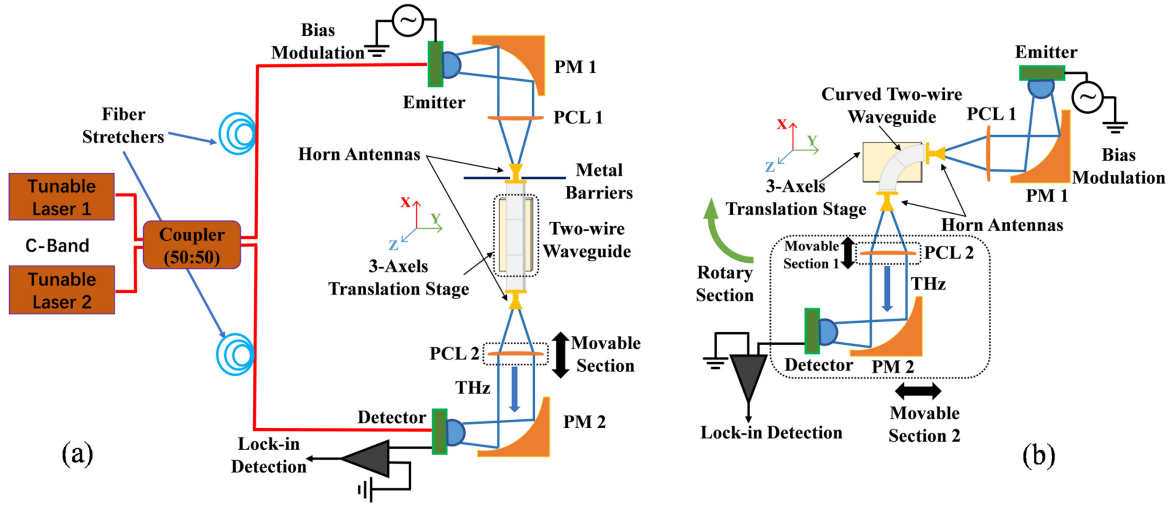 Bias
Modulation
Emitter
PM 1
PCL 1
Fiber
Stretchers
Horn Antennas
Metal
Barriers
Tunable
Laser 1
C-Band
Tunable
Laser 2
Coupler
(50:50)
X
Y
Z
Two-wire
Waveguide
3-Axels
Translation Stage
PCL 2
Movable
Section
THz
Detector
PM 2
Lock-in
Detection
(a)
Emitter
Curved Two-wire
Waveguide
PCL 1
X
Y
Z
Bias
Modulation
PM 1
3-Axels
Translation Stage
Horn Antennas
Movable
Section 1
PCL 2
Rotary
Section
THz
Detector
PM 2
Movable
Section 2
Lock-in Detection
(b)